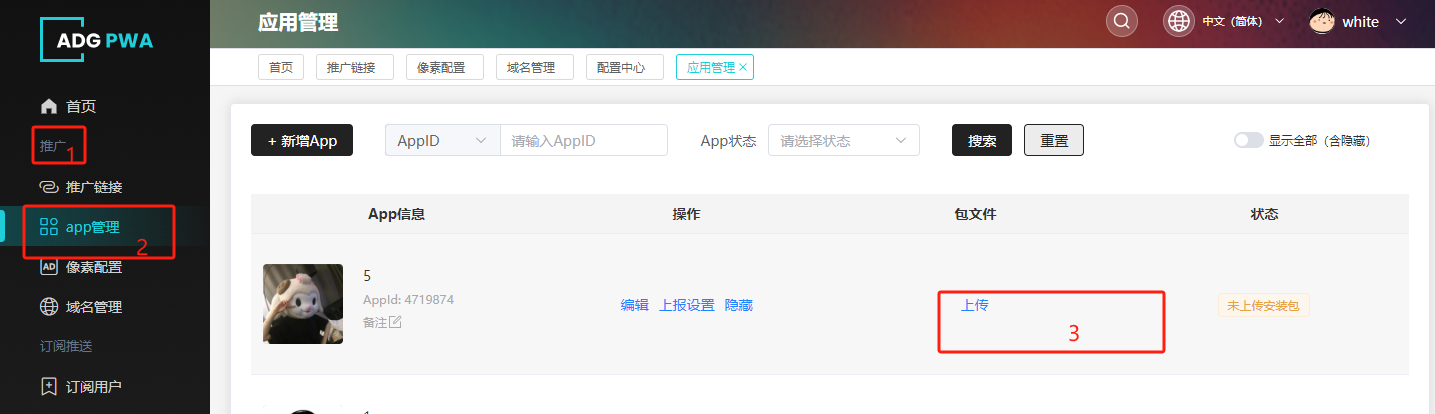 ADG PWA
首页
推广
1
推广链接
app管理
2
AD 像素配置
域名管理
订阅推送
订阅用户
应用管理
中文（简体）
white
首页
推广链接
像素配置
域名管理
配置中心
应用管理 ×
+ 新增App
AppID
请输入AppID
App状态
请选择状态
搜索
重置
显示全部（含隐藏）
App信息
操作
包文件
状态
5
AppId: 4719874
备注
编辑 上报设置 隐藏
上传
3
未上传安装包